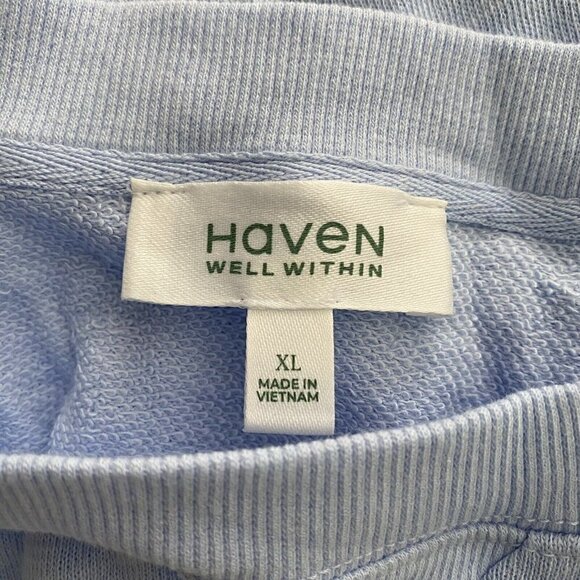 HaveN
WELL WITHIN
XL
MADE IN
VIETNAM